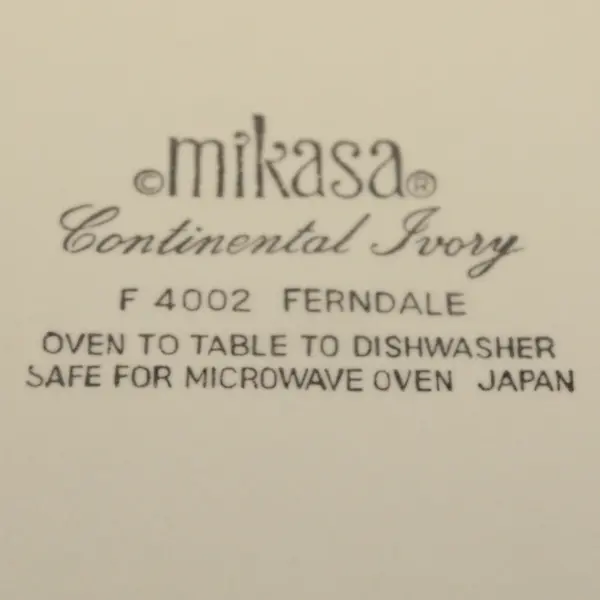 ©mikasa®
Continental Ivory
F 4002 FERNDALE
OVEN TO TABLE TO DISHWASHER
SAFE FOR MICROWAVE OVEN JAPAN